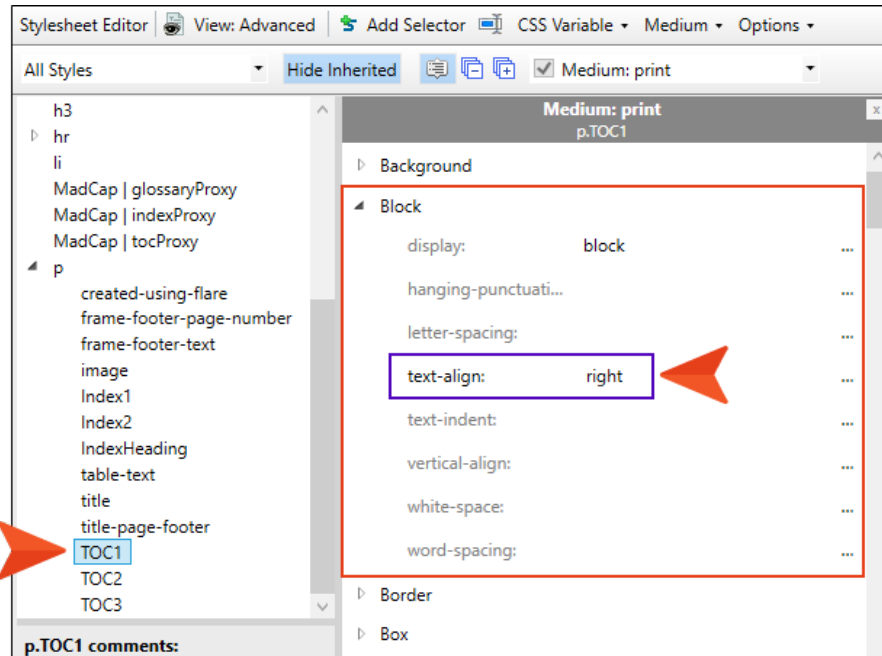 Stylesheet Editor View: Advanced Add Selector CSS Variable Medium Options
All Styles Hide Inherited Medium: print
h3
hr
li
MadCap | glossaryProxy
MadCap | indexProxy
MadCap | tocProxy
p
created-using-flare
frame-footer-page-number
frame-footer-text
image
Index1
Index2
IndexHeading
table-text
title
title-page-footer
TOC1
TOC2
TOC3
p.TOC1 comments:
Medium: print
p.TOC1
Background
Block
display: block ...
hanging-punctuati... ...
letter-spacing: ...
text-align: right ...
text-indent: ...
vertical-align: ...
white-space: ...
word-spacing: ...
Border
Box